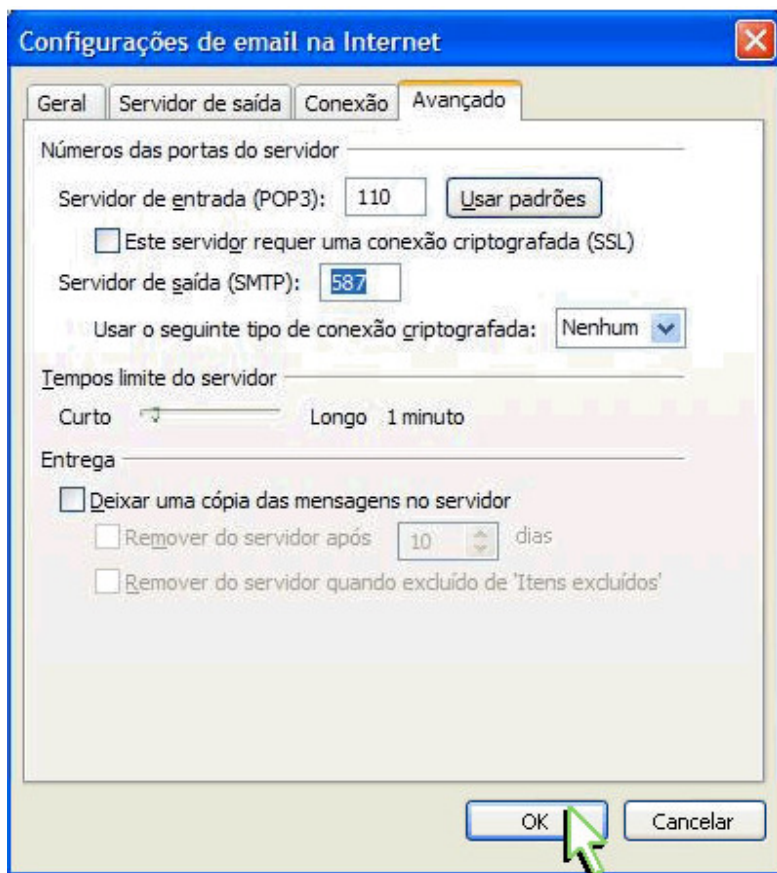 Configurações de email na Internet
Geral Servidor de saída Conexão Avançado
Números das portas do servidor
Servidor de entrada (POP3): 110 Usar padrões
Este servidor requer uma conexão criptografada (SSL)
Servidor de saída (SMTP): 587
Usar o seguinte tipo de conexão criptografada: Nenhum
Tempos limite do servidor
Curto Longo 1 minuto
Entrega
Deixar uma cópia das mensagens no servidor
Remover do servidor após 10 dias
Remover do servidor quando excluído de 'Itens excluídos'
OK Cancelar